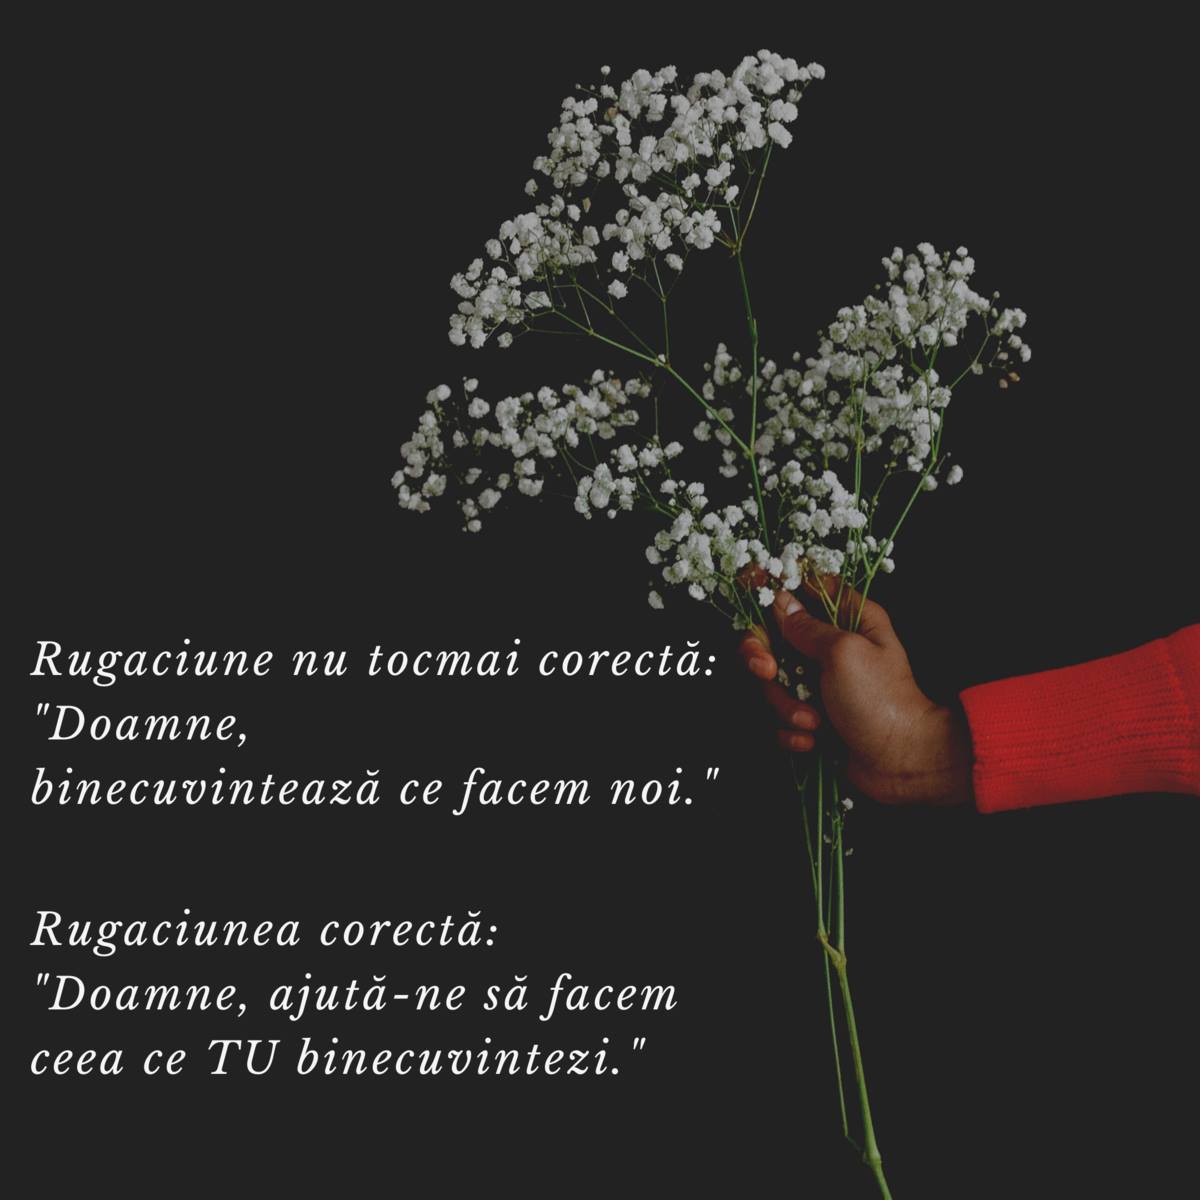 Rugaciune nu tocmai corectă:
"Doamne,
binecuvintează ce facem noi."
Rugaciunea corectă:
"Doamne, ajută-ne să facem
ceea ce TU binecuvintezi."